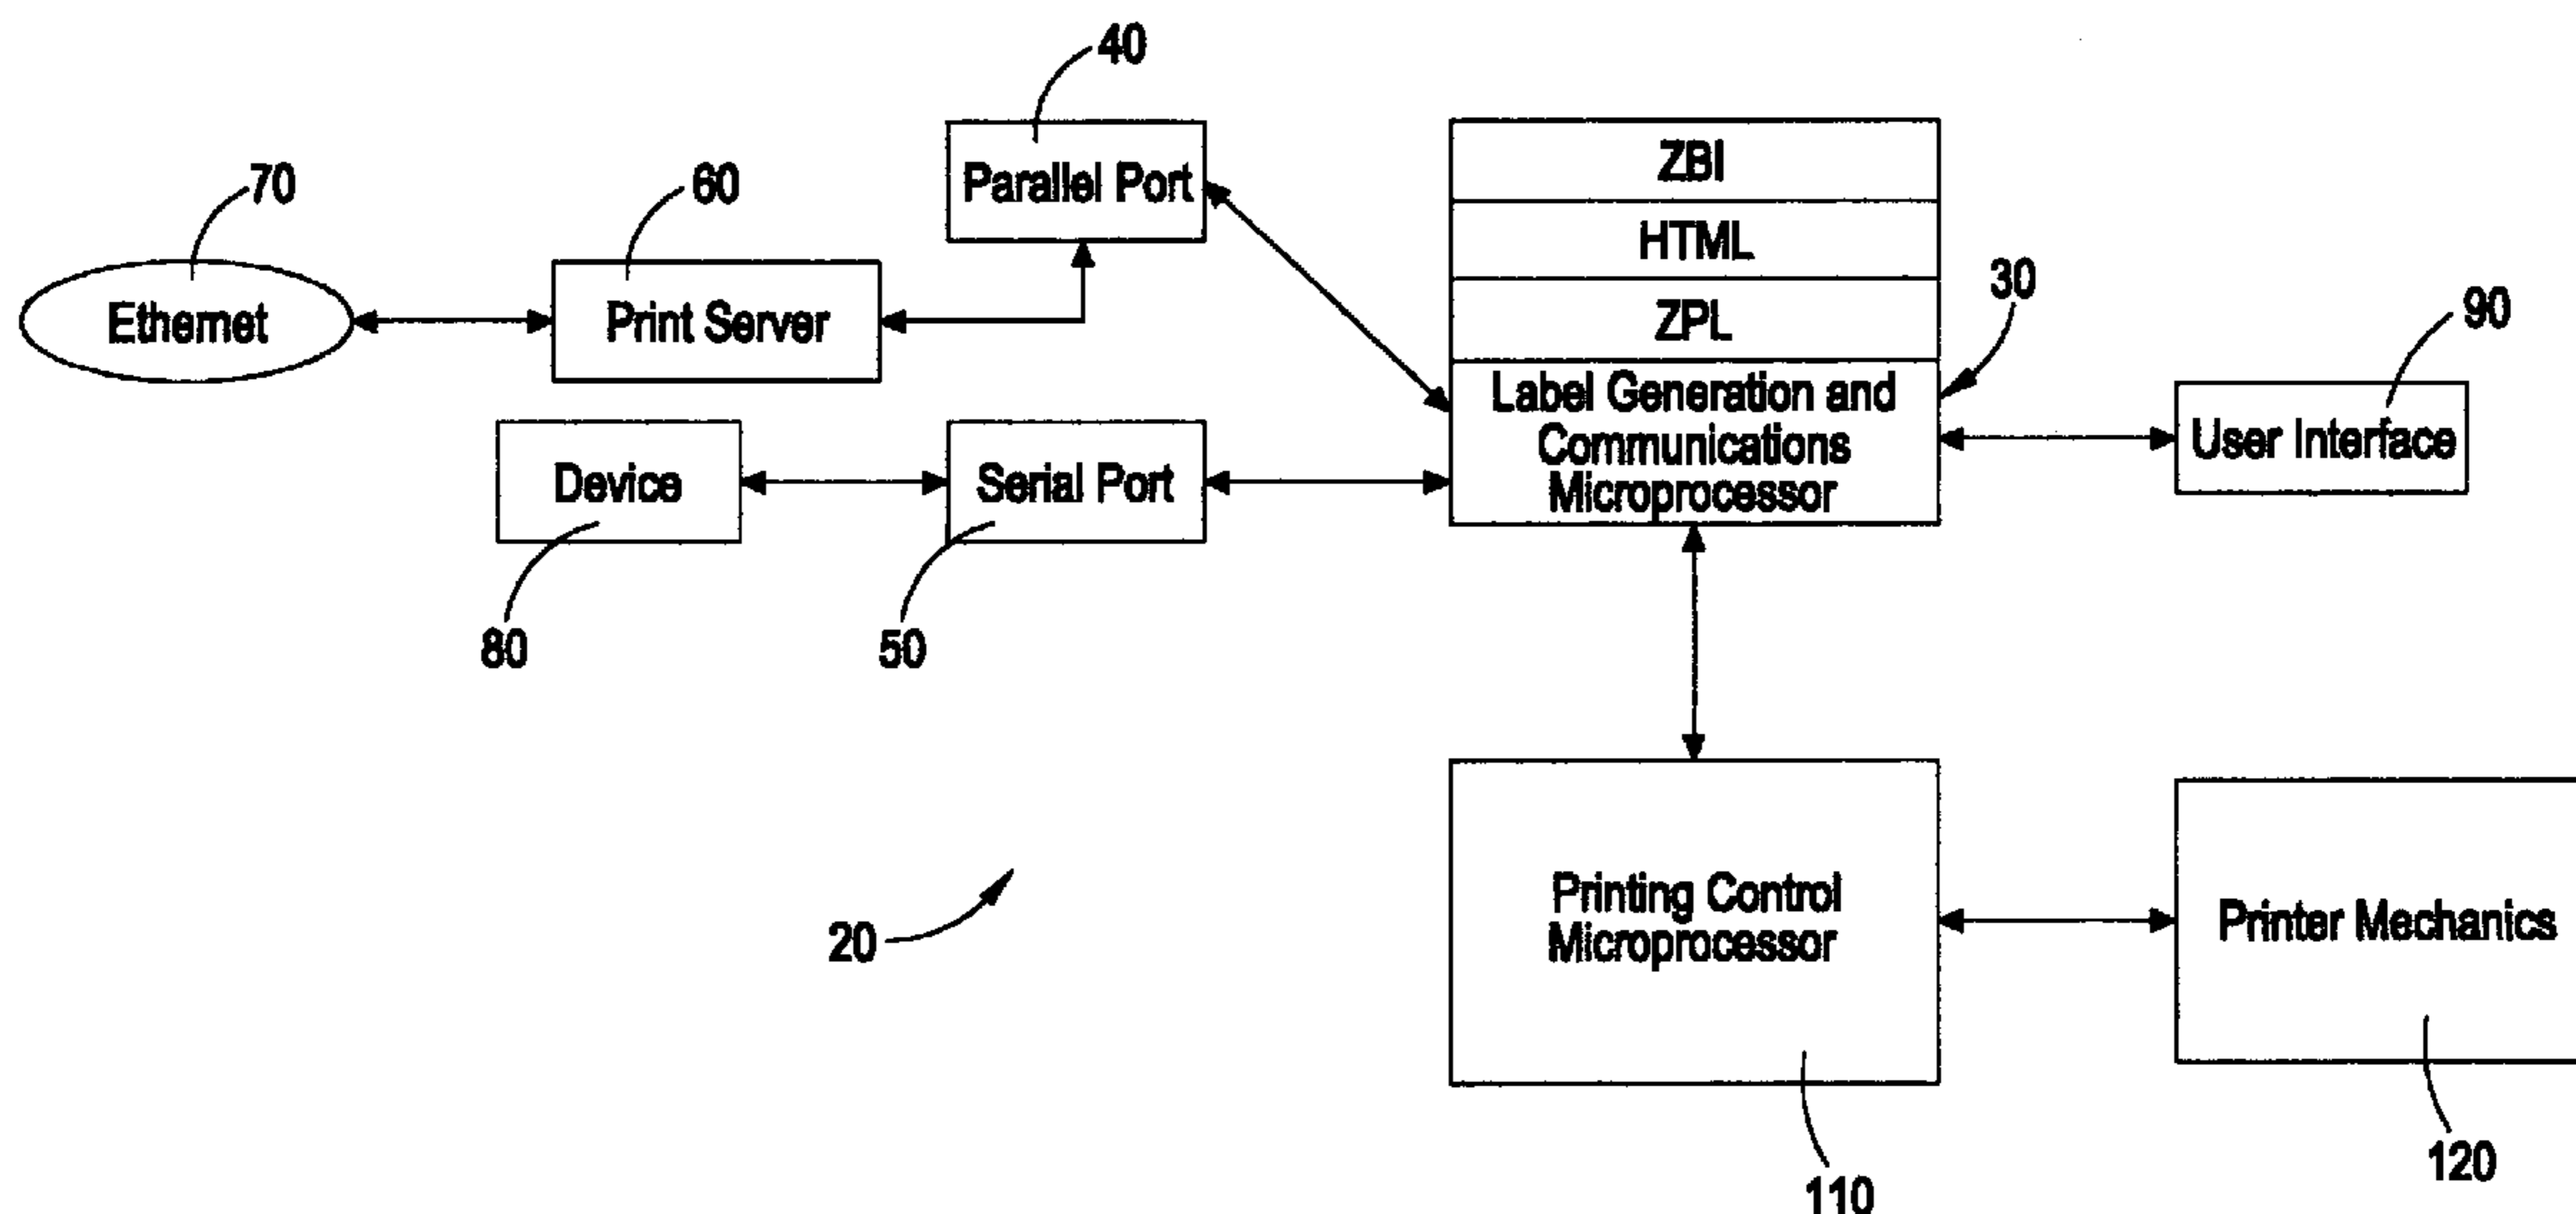 40
70
60
Parallel Port
ZBI
HTML
ZPL
30
90
Ethernet
Print Server
Label Generation and
Communications
Microprocessor
User Interface
Device
Serial Port
80
50
20
Printing Control
Microprocessor
Printer Mechanics
110
120